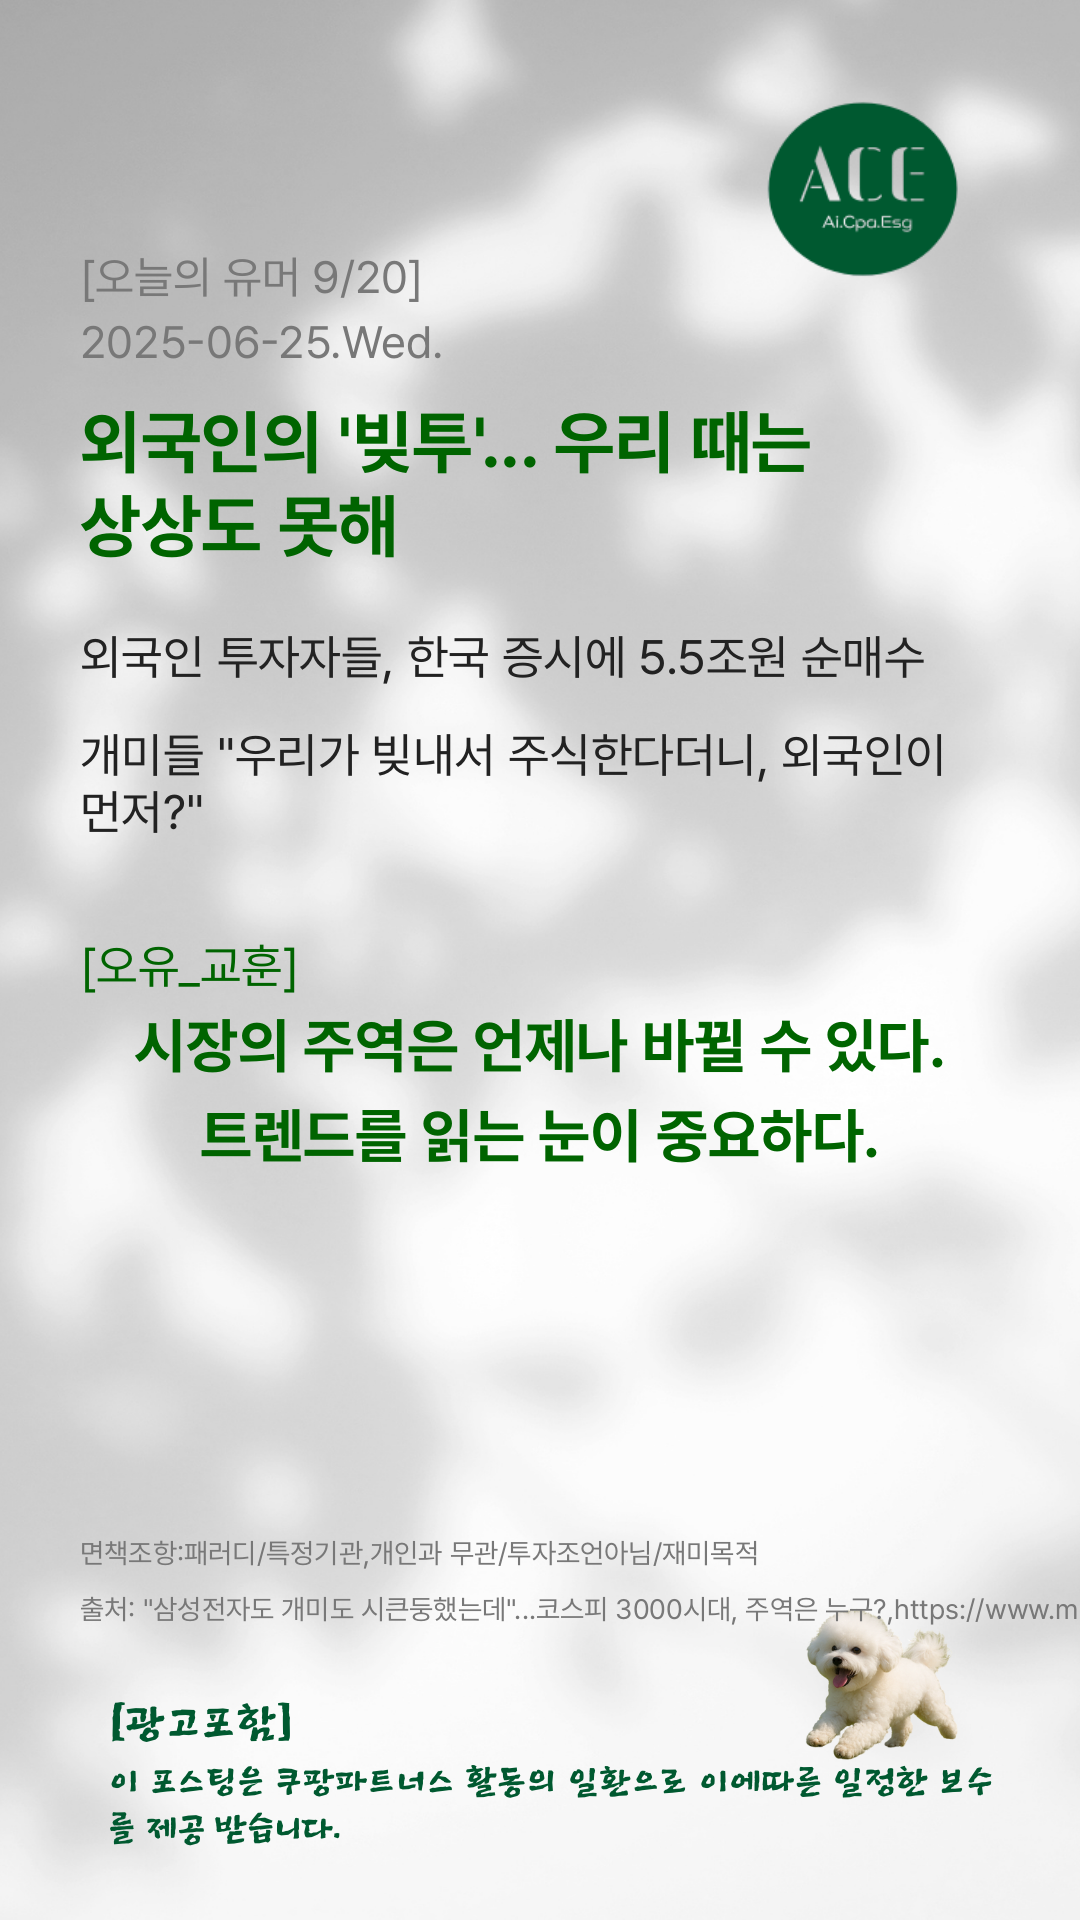 ACE
Ai.Cpa.Esg
[오늘의 유머 9/20]
2025-06-25.Wed.
외국인의 '빚투'... 우리 때는
상상도 못해
외국인 투자자들, 한국 증시에 5.5조원 순매수
개미들 "우리가 빚내서 주식한다더니, 외국인이
먼저?"
[오유_교훈]
시장의 주역은 언제나 바뀔 수 있다.
트렌드를 읽는 눈이 중요하다.
면책조항:패러디/특정기관,개인과 무관/투자조언아님/재미목적
출처: "삼성전자도 개미도 시큰둥했는데"...코스피 3000시대, 주역은 누구?,https://www.m
[광고포함]
이 포스팅은 쿠팡파트너스 활동의 일환으로 이에따른 일정한 보수
를 제공 받습니다.